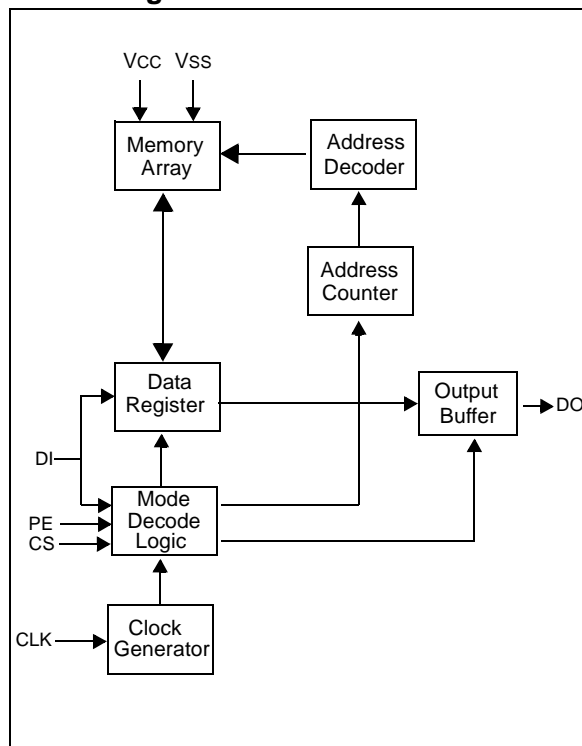 VCC VSS
Memory
Array
Address
Decoder
Address
Counter
Data
Register
Output
Buffer
DO
DI
Mode
Decode
Logic
PE
CS
CLK
Clock
Generator